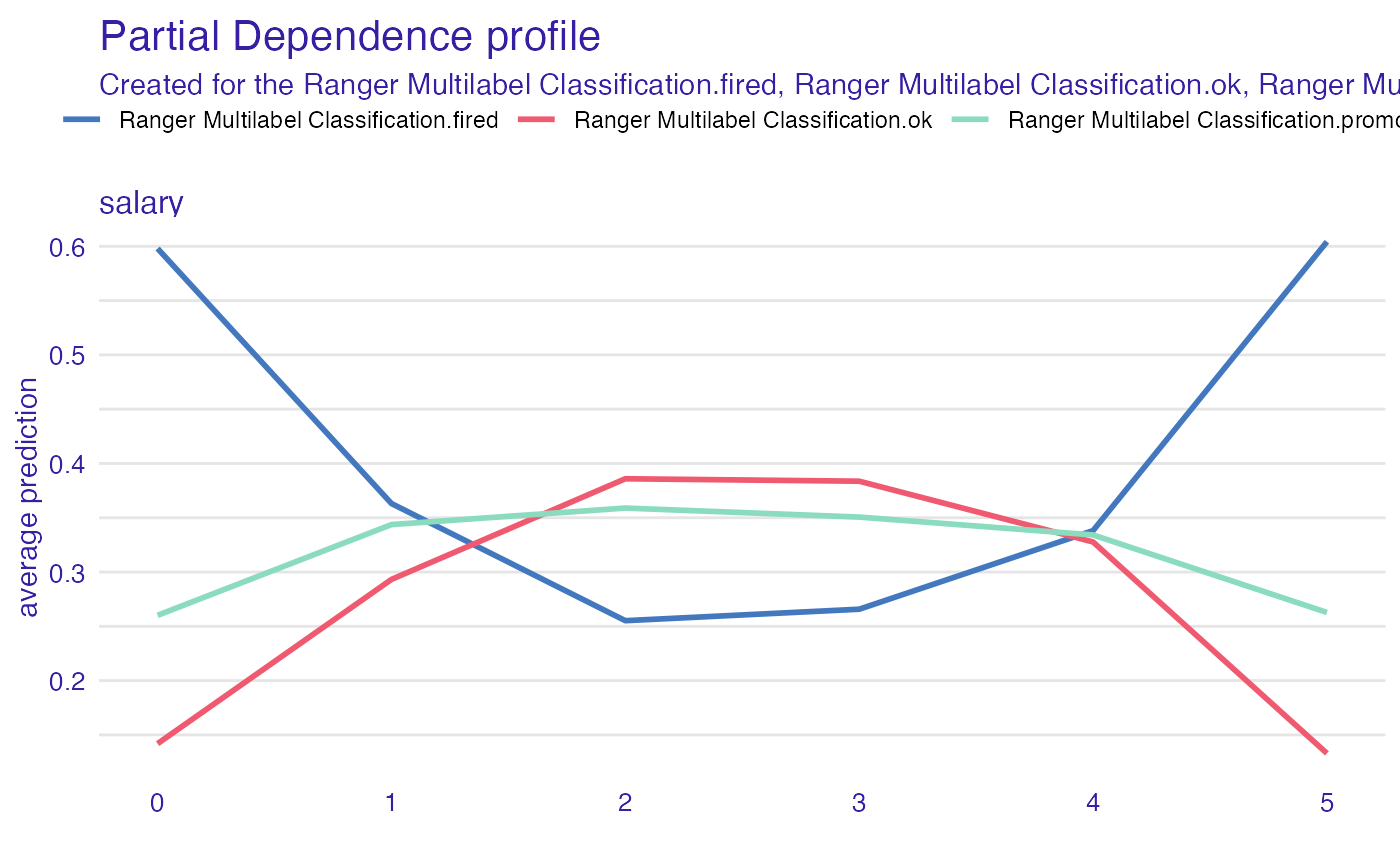 Partial Dependence profile
Created for the Ranger Multilabel Classification.fired, Ranger Multilabel Classification.ok, Ranger
Ranger Multilabel Classification.fired Ranger Multilabel Classification.ok Ranger Multilabel
salary
average prediction
0.6
0.5
0.4
0.3
0.2
0 1 2 3 4 5